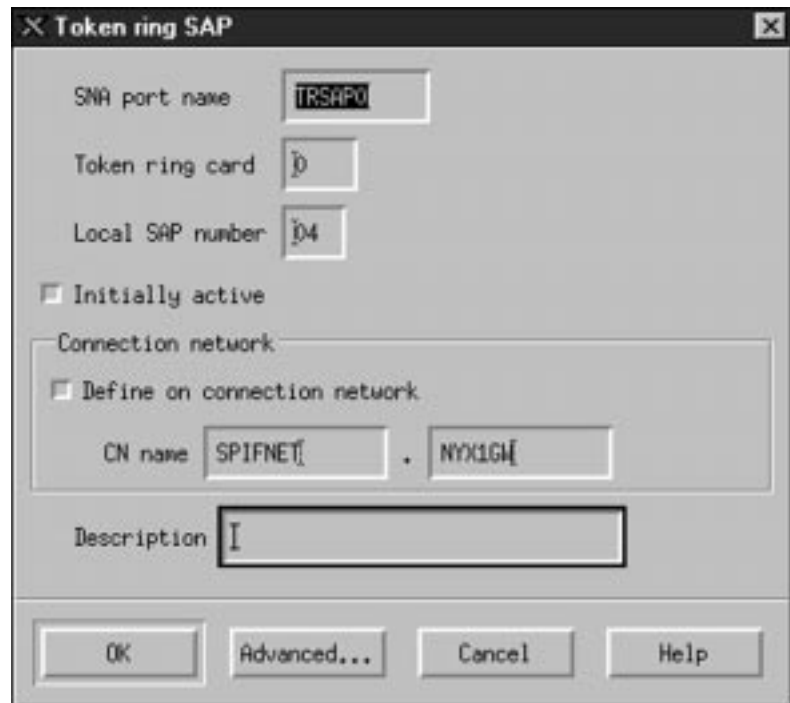 Token ring SAP
SNA port name TRSAP0
Token ring card 0
Local SAP number 04
Initially active
Connection network
Define on connection network
CN name SPIFNET . NYX1GW
Description
OK Advanced... Cancel Help